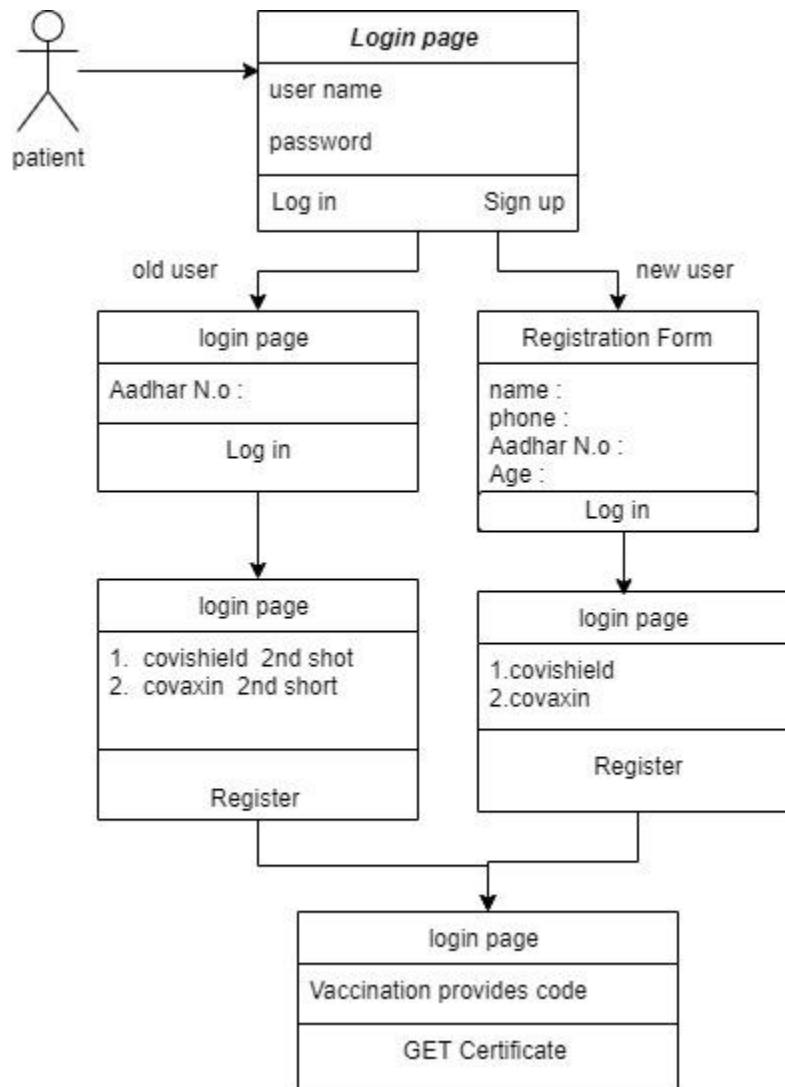 Login page
patient
user name
password
Log in Sign up
old user
new user
login page
Aadhar N.o :
Log in
Registration Form
name :
phone :
Aadhar N.o :
Age :
Log in
login page
1. covishield 2nd shot
2. covaxin 2nd short
Register
login page
1.covishield
2.covaxin
Register
login page
Vaccination provides code
GET Certificate